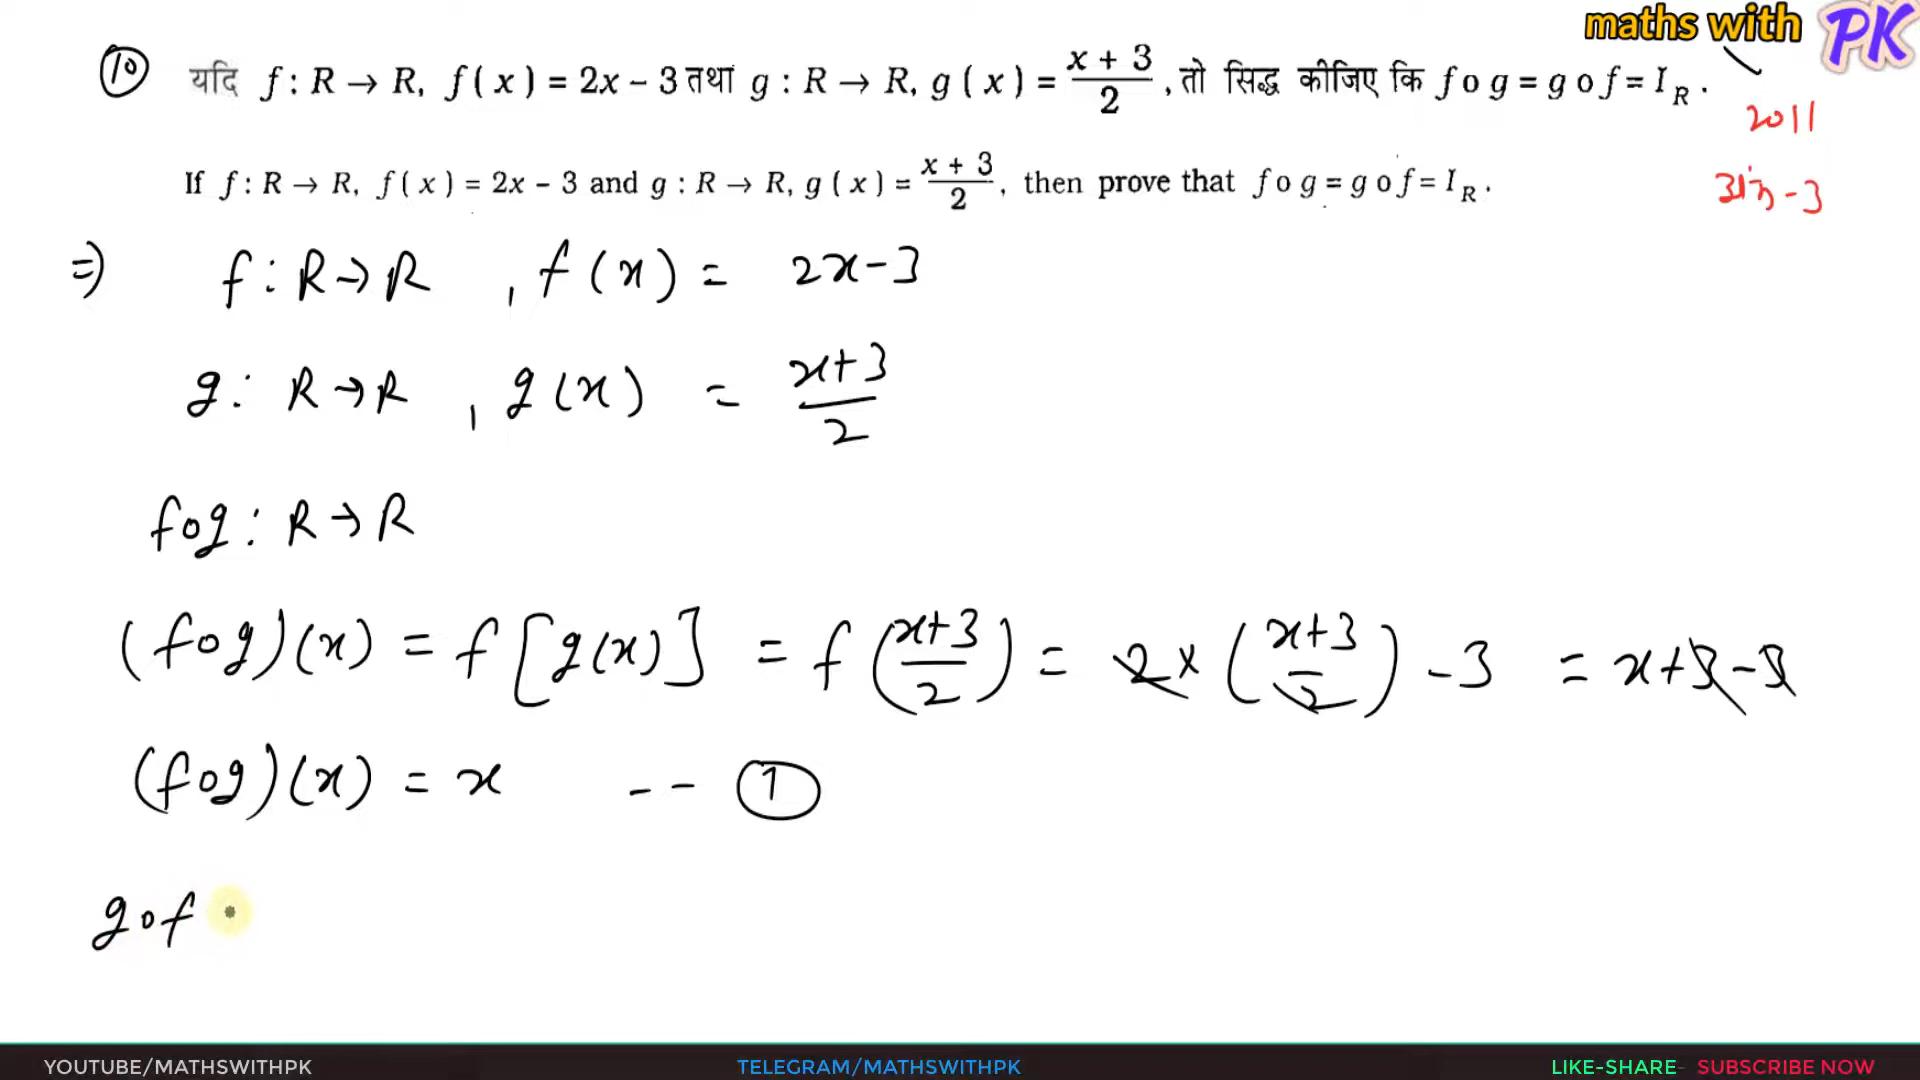 maths with PK
⑩ यदि f : R → R, f ( x ) = 2x − 3 तथा g : R → R, g ( x ) = (x + 3)/2 , तो सिद्ध कीजिए कि f o g = g o f = I_R .
2011
If f : R → R, f ( x ) = 2x − 3 and g : R → R, g ( x ) = (x + 3)/2 , then prove that f o g = g o f = I_R .
⇒ f : R → R , f (x) = 2x-3
g : R → R , g (x) = (x+3)/2
fog : R → R
(fog)(x) = f [g(x)] = f ((x+3)/2) = 2 × ((x+3)/2) - 3 = x+3-3
(fog)(x) = x -- ①
gof
YOUTUBE/MATHSWITHPK TELEGRAM/MATHSWITHPK LIKE-SHARE- SUBSCRIBE NOW